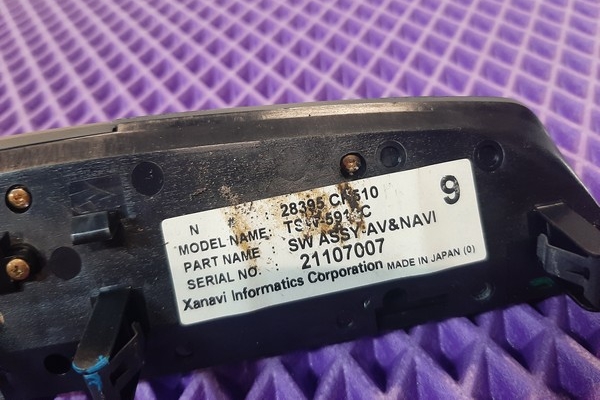 N 28395 C
9
MODEL NAME:
PART NAME SW ASSY-AV&NAVI
SERIAL NO. : 21107007
Xanavi Informatics Corporation MADE IN JAPAN (0)